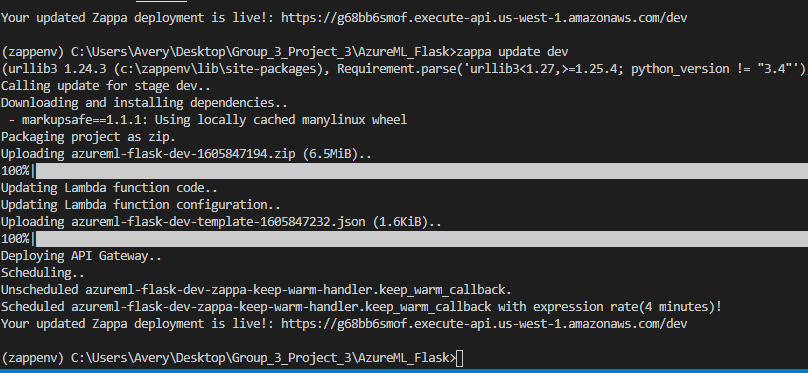 Your updated Zappa deployment is live!: https://g68bb6smof.execute-api.us-west-1.amazonaws.com/dev
(zappenv) C:\Users\Avery\Desktop\Group_3_Project_3\AzureML_Flask>zappa update dev
(urllib3 1.24.3 (c:\zappenv\lib\site-packages), Requirement.parse('urllib3<1.27,>=1.25.4; python_version != "3.4"')
Calling update for stage dev..
Downloading and installing dependencies..
 - markupsafe==1.1.1: Using locally cached manylinux wheel
Packaging project as zip.
Uploading azureml-flask-dev-1605847194.zip (6.5MiB)..
100%|
Updating Lambda function code..
Updating Lambda function configuration..
Uploading azureml-flask-dev-template-1605847232.json (1.6KiB)..
100%|
Deploying API Gateway..
Scheduling..
Unscheduled azureml-flask-dev-zappa-keep-warm-handler.keep_warm_callback.
Scheduled azureml-flask-dev-zappa-keep-warm-handler.keep_warm_callback with expression rate(4 minutes)!
Your updated Zappa deployment is live!: https://g68bb6smof.execute-api.us-west-1.amazonaws.com/dev
(zappenv) C:\Users\Avery\Desktop\Group_3_Project_3\AzureML_Flask>